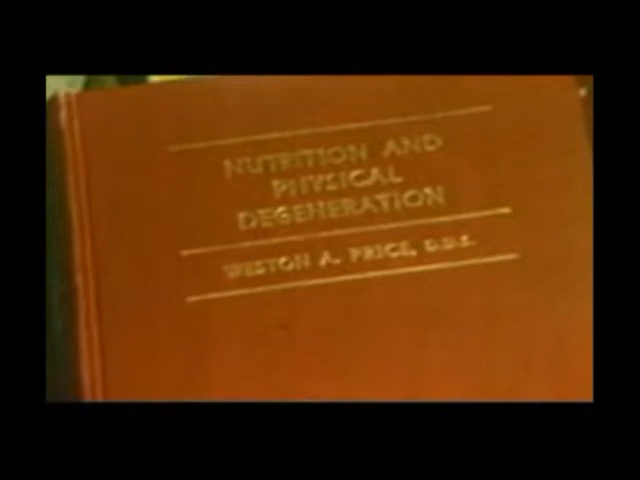 NUTRITION AND
PHYSICAL
DEGENERATION
WESTON A. PRICE, D.D.S.